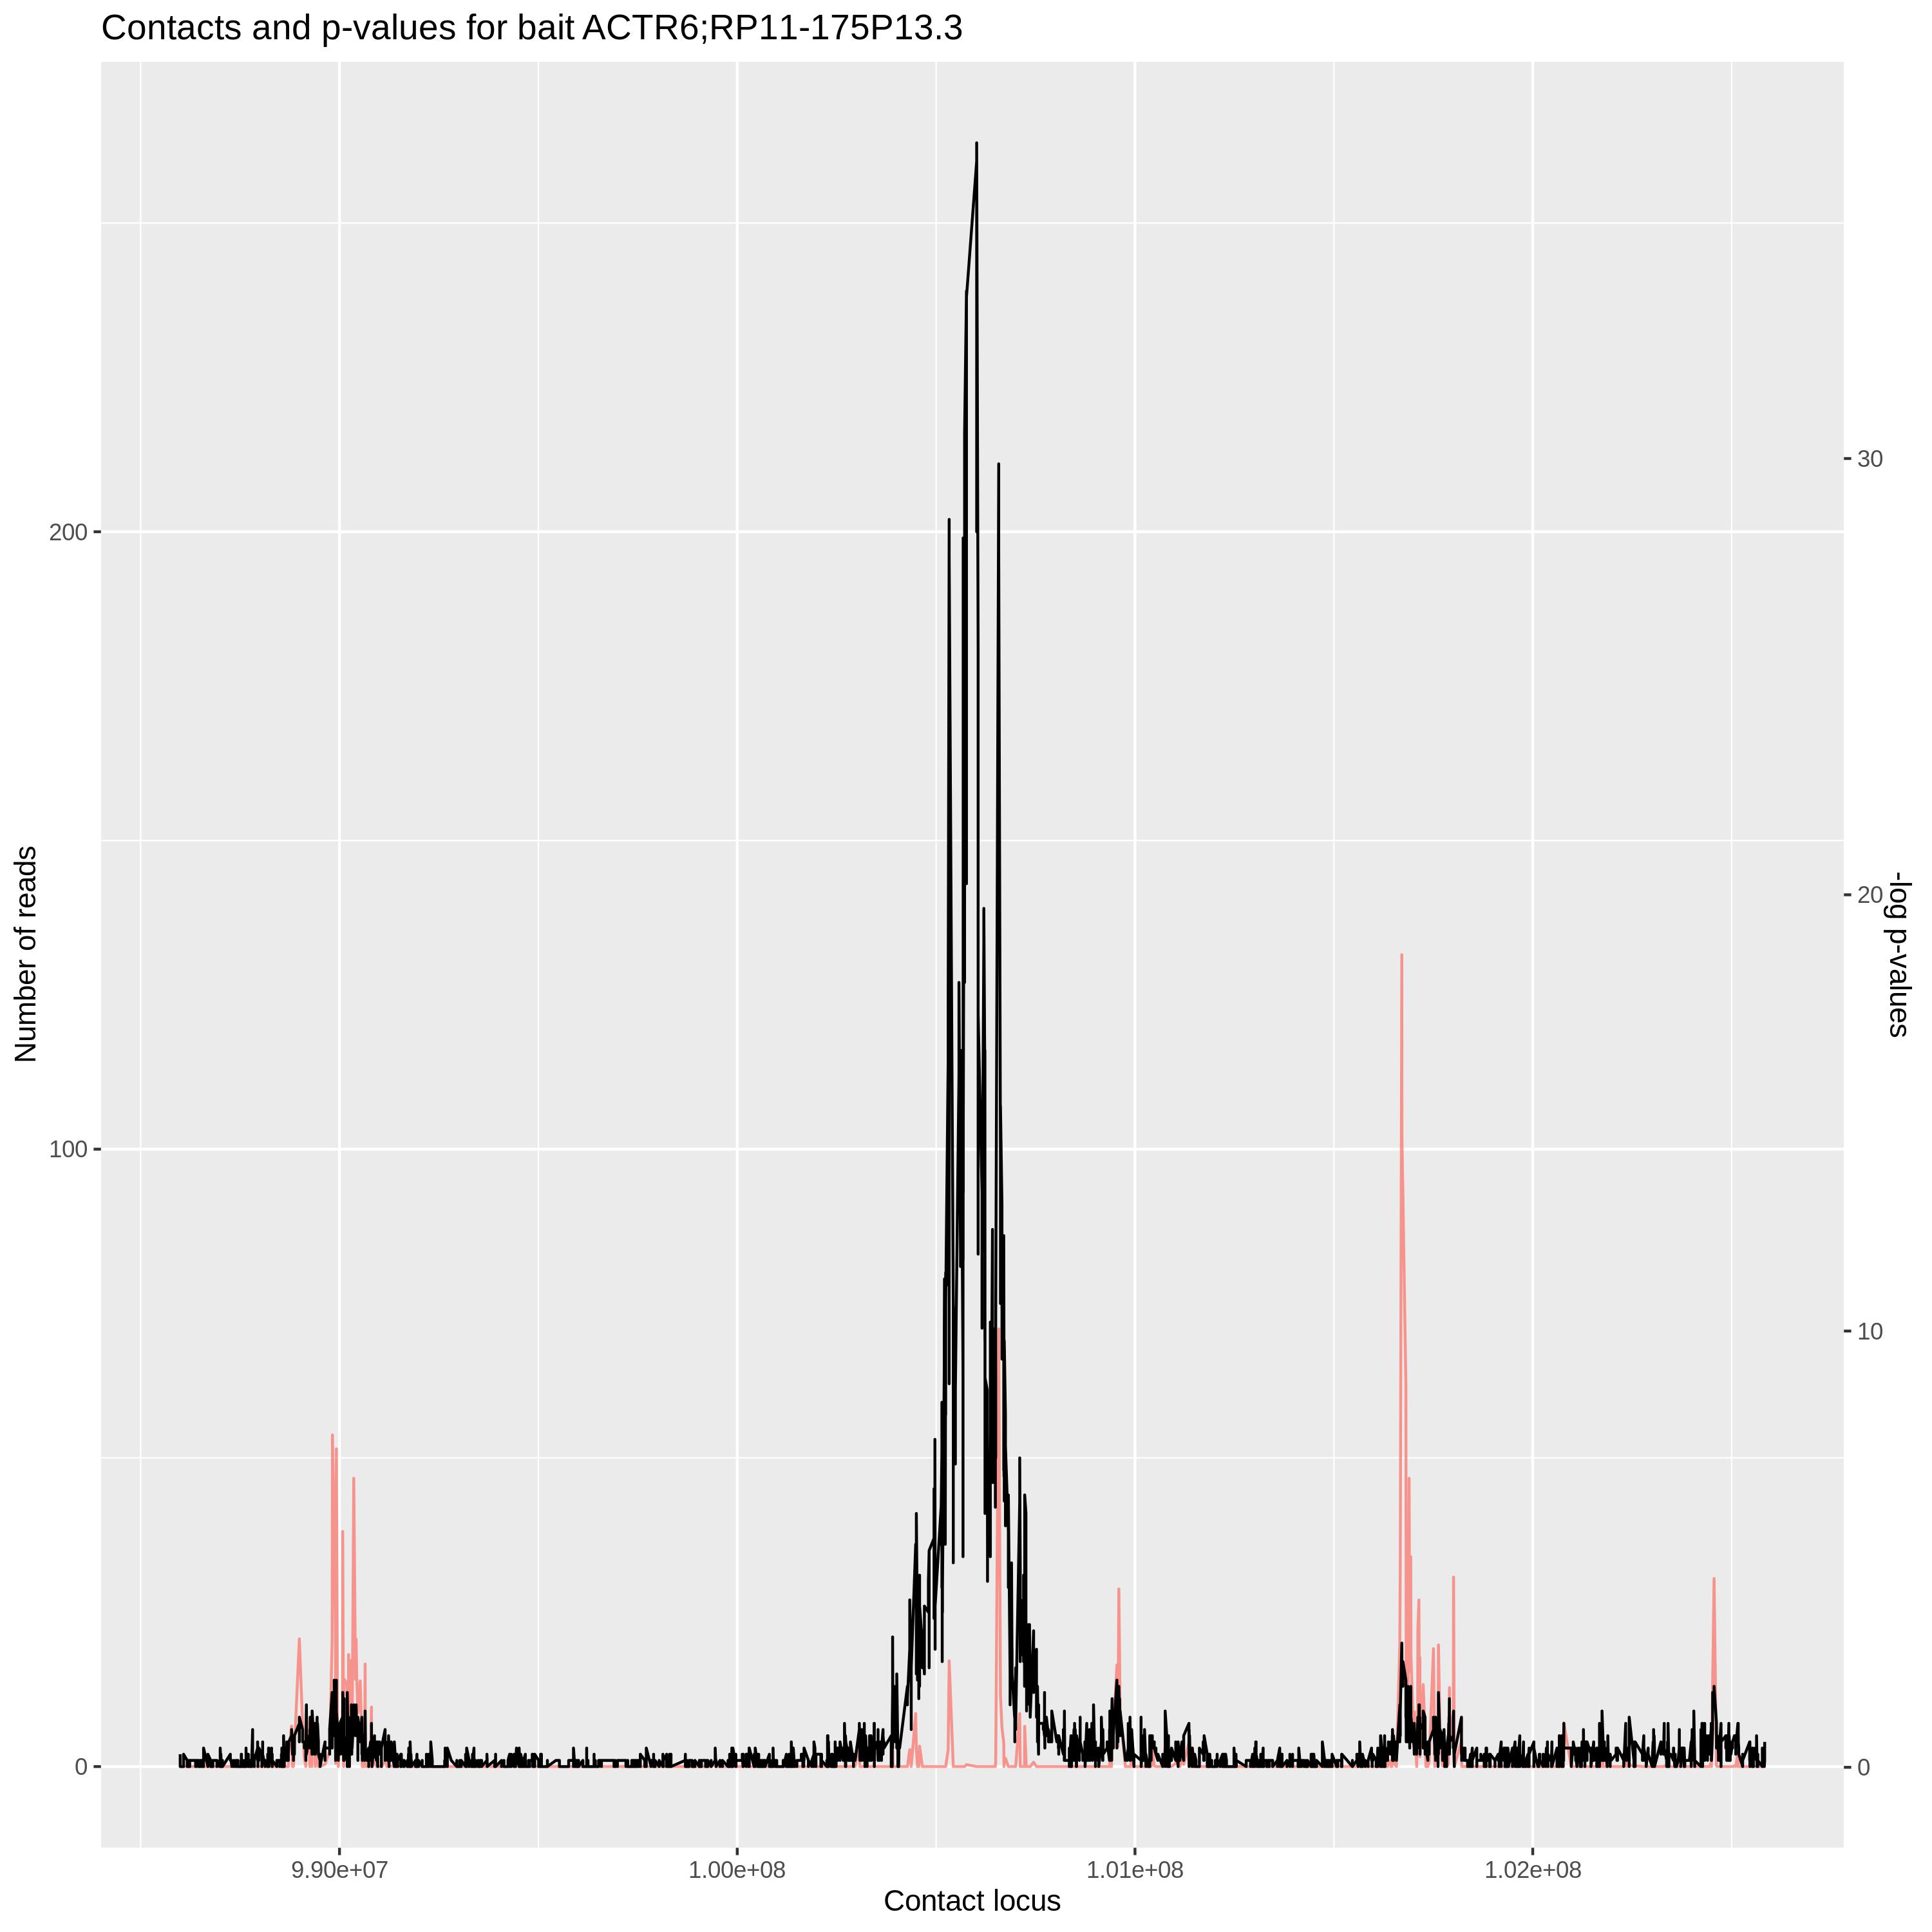 Contacts and p-values for bait ACTR6;RP11-175P13.3
Number of reads
200
100
0
30
20
10
0
-log p-values
9.90e+07 1.00e+08 1.01e+08 1.02e+08
Contact locus